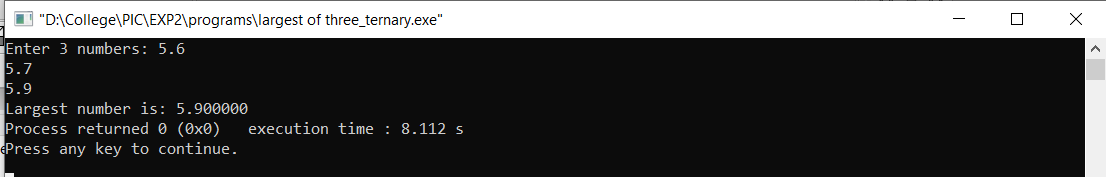 "D:\College\PIC\EXP2\programs\largest of three_ternary.exe"
Enter 3 numbers: 5.6
5.7
5.9
Largest number is: 5.900000
Process returned 0 (0x0)   execution time : 8.112 s
Press any key to continue.